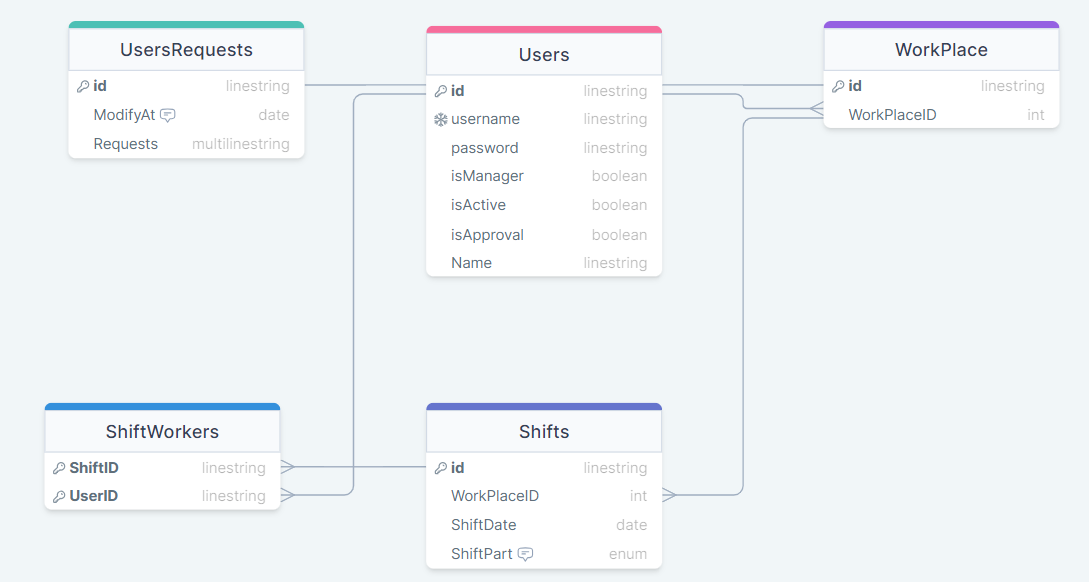 UsersRequests
id linestring
ModifyAt date
Requests multilinestring
Users
id linestring
username linestring
password linestring
isManager boolean
isActive boolean
isApproval boolean
Name linestring
WorkPlace
id linestring
WorkPlaceID int
ShiftWorkers
ShiftID linestring
UserID linestring
Shifts
id linestring
WorkPlaceID int
ShiftDate date
ShiftPart enum